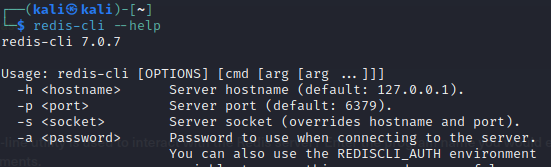 ┌──(kali㉿kali)-[~]
└─$ redis-cli --help
redis-cli 7.0.7
Usage: redis-cli [OPTIONS] [cmd [arg [arg ...]]]
-h <hostname>      Server hostname (default: 127.0.0.1).
-p <port>          Server port (default: 6379).
-s <socket>        Server socket (overrides hostname and port).
-a <password>      Password to use when connecting to the server.
You can also use the REDISCLI_AUTH environment